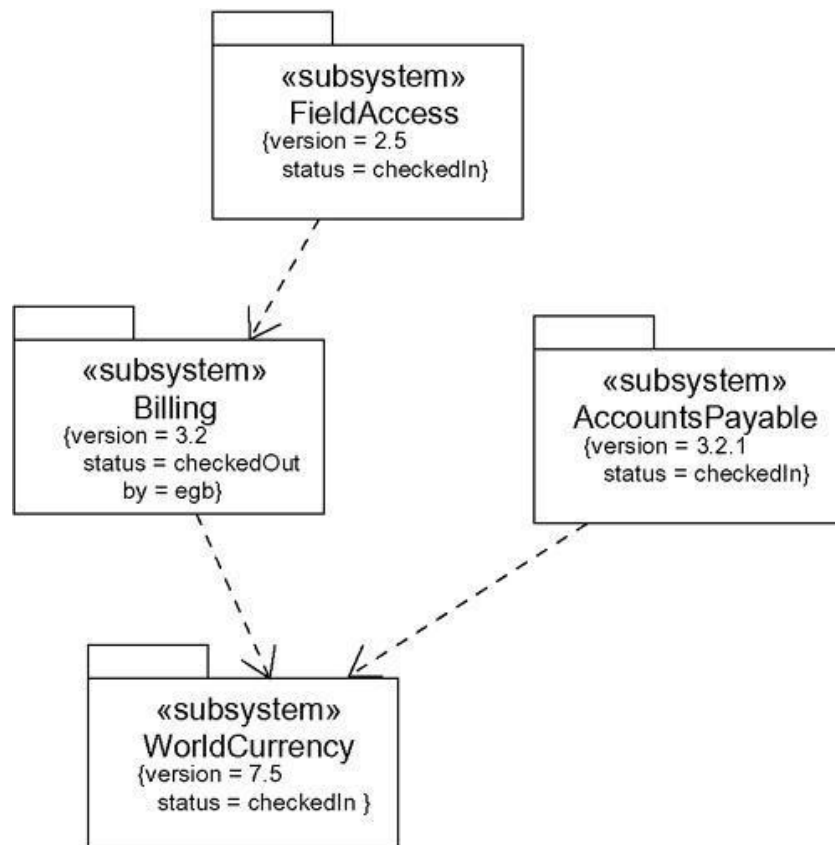 «subsystem»
FieldAccess
{version = 2.5
status = checkedIn}
«subsystem»
Billing
{version = 3.2
status = checkedOut
by = egb}
«subsystem»
AccountsPayable
{version = 3.2.1
status = checkedIn}
«subsystem»
WorldCurrency
{version = 7.5
status = checkedIn }